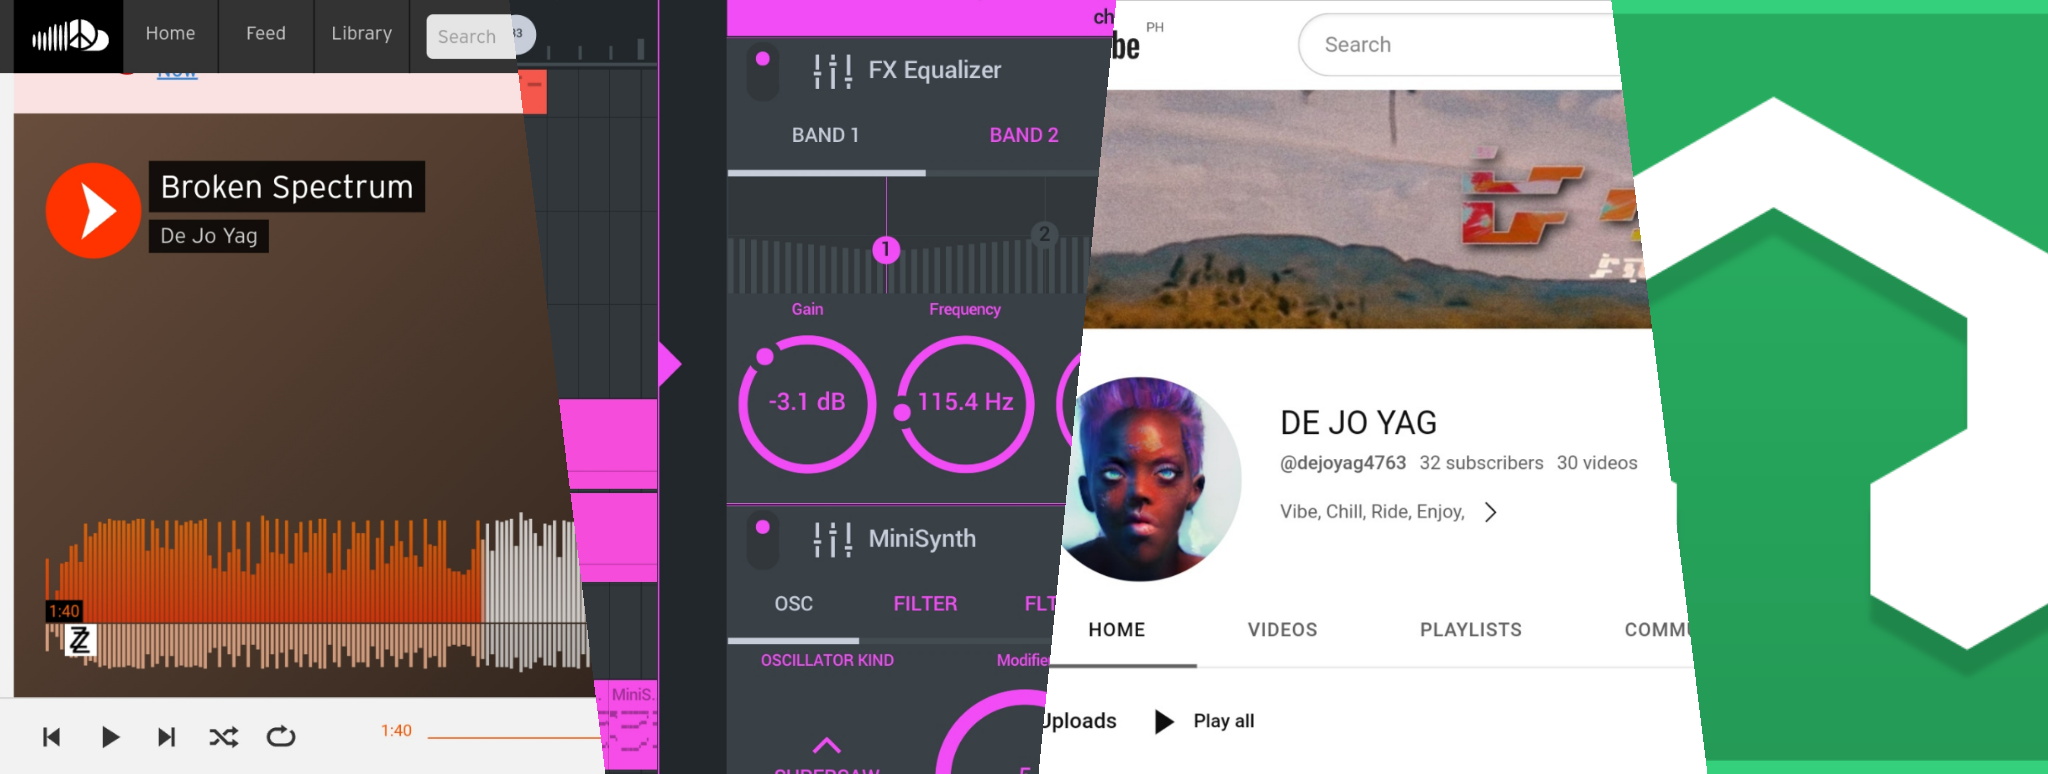 Home
Feed
Library
Search
Broken Spectrum
De Jo Yag
1:40
1:40
MiniS.
FX Equalizer
BAND 1
BAND 2
1
2
Gain
Frequency
-3.1 dB
115.4 Hz
MiniSynth
OSC
FILTER
FLT
OSCILLATOR KIND
Modifie
be PH
Search
DE JO YAG
@dejoyag4763 32 subscribers 30 videos
Vibe, Chill, Ride, Enjoy,
HOME
VIDEOS
PLAYLISTS
COMMU
Uploads
Play all